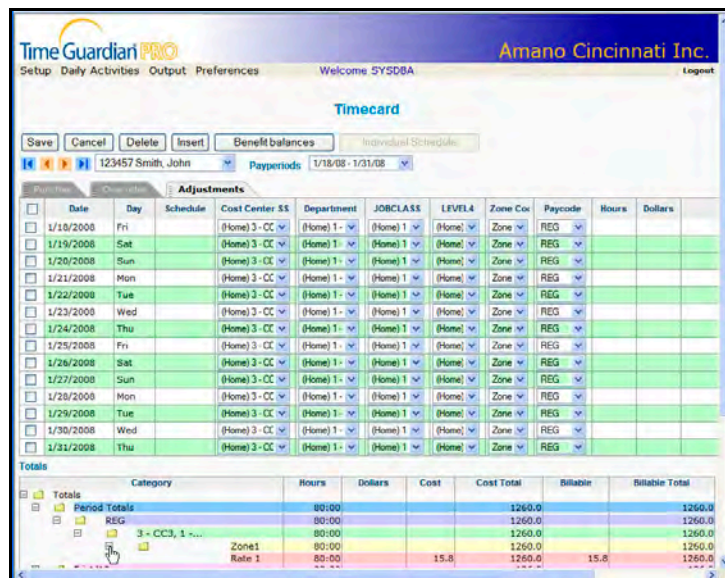 Time Guardian PRO
Amano Cincinnati Inc.
Setup Daily Activities Output Preferences Welcome SYSDBA Logout
Timecard
Save Cancel Delete Insert Benefit balances Individual Schedule
123457 Smith, John Payperiods 1/18/08 - 1/31/08
Punches Overview Adjustments
Date Day Schedule Cost Center SS Department JOBCLASS LEVEL4 Zone Cod Paycode Hours Dollars
1/18/2008 Fri (Home) 3 - CC (Home) 1 - (Home) 1 (Home) Zone REG
1/19/2008 Sat (Home) 3 - CC (Home) 1 - (Home) 1 (Home) Zone REG
1/20/2008 Sun (Home) 3 - CC (Home) 1 - (Home) 1 (Home) Zone REG
1/21/2008 Mon (Home) 3 - CC (Home) 1 - (Home) 1 (Home) Zone REG
1/22/2008 Tue (Home) 3 - CC (Home) 1 - (Home) 1 (Home) Zone REG
1/23/2008 Wed (Home) 3 - CC (Home) 1 - (Home) 1 (Home) Zone REG
1/24/2008 Thu (Home) 3 - CC (Home) 1 - (Home) 1 (Home) Zone REG
1/25/2008 Fri (Home) 3 - CC (Home) 1 - (Home) 1 (Home) Zone REG
1/26/2008 Sat (Home) 3 - CC (Home) 1 - (Home) 1 (Home) Zone REG
1/27/2008 Sun (Home) 3 - CC (Home) 1 - (Home) 1 (Home) Zone REG
1/28/2008 Mon (Home) 3 - CC (Home) 1 - (Home) 1 (Home) Zone REG
1/29/2008 Tue (Home) 3 - CC (Home) 1 - (Home) 1 (Home) Zone REG
1/30/2008 Wed (Home) 3 - CC (Home) 1 - (Home) 1 (Home) Zone REG
1/31/2008 Thu (Home) 3 - CC (Home) 1 - (Home) 1 (Home) Zone REG
Totals
Category Hours Dollars Cost Cost Total Billable Billable Total
Totals
Period Totals 80:00 1260.0 1260.0
REG 80:00 1260.0 1260.0
3 - CC3, 1 -... 80:00 1260.0 1260.0
Zone1 80:00 1260.0 1260.0
Rate 1 80:00 15.8 1260.0 15.8 1260.0